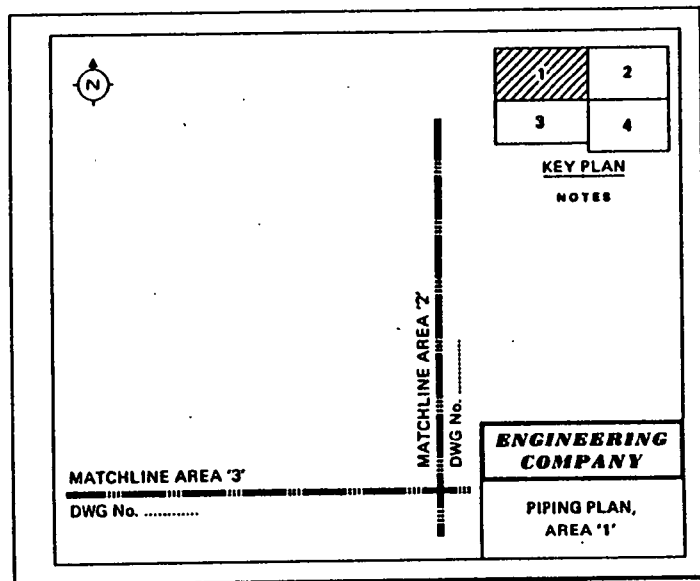 N
1
2
3
4
KEY PLAN
NOTES
MATCHLINE AREA '2'
DWG No. ............
MATCHLINE AREA '3'
DWG No. ............
ENGINEERING
COMPANY
PIPING PLAN,
AREA '1'